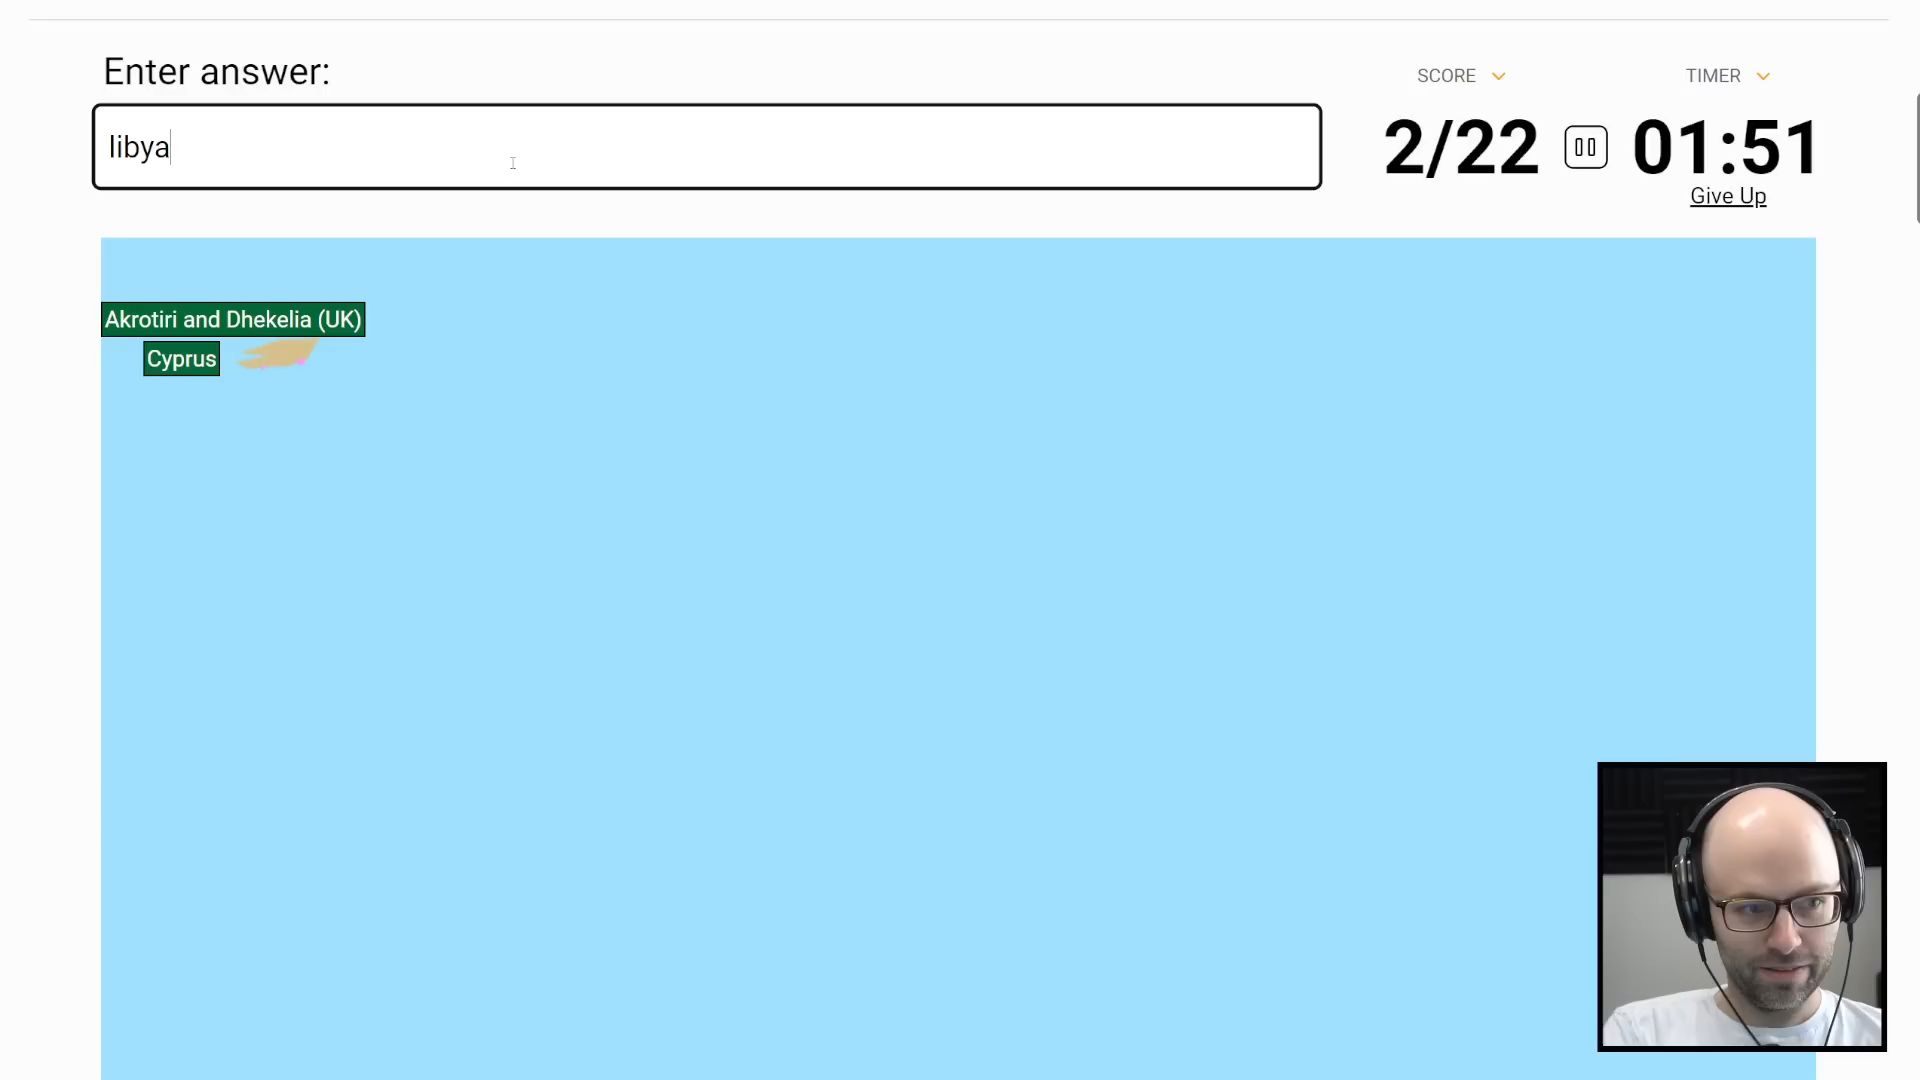 Enter answer:
SCORE
TIMER
libya
2/22
01:51
Give Up
Akrotiri and Dhekelia (UK)
Cyprus